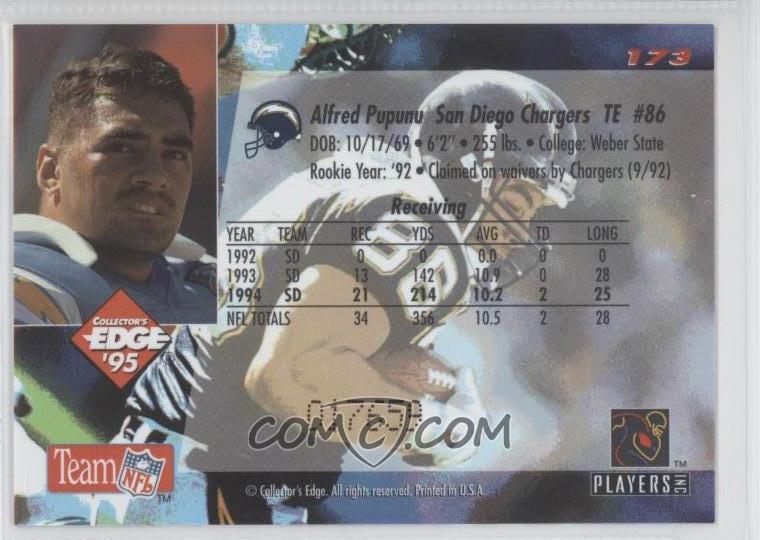 173
Alfred Pupunu San Diego Chargers TE #86
DOB: 10/17/69 • 6'2" • 255 lbs. • College: Weber State
Rookie Year: '92 • Claimed on waivers by Chargers (9/92)
Receiving
YEAR TEAM REC YDS AVG TD LONG
1992 SD 0 0 0.0 0 0
1993 SD 13 142 10.9 0 28
1994 SD 21 214 10.2 2 25
NFL TOTALS 34 356 10.5 2 28
86
COLLECTOR'S
EDGE®
'95
COMC.COM
Team NFL TM
TM
PLAYERS INC
© Collector's Edge. All rights reserved. Printed in U.S.A.